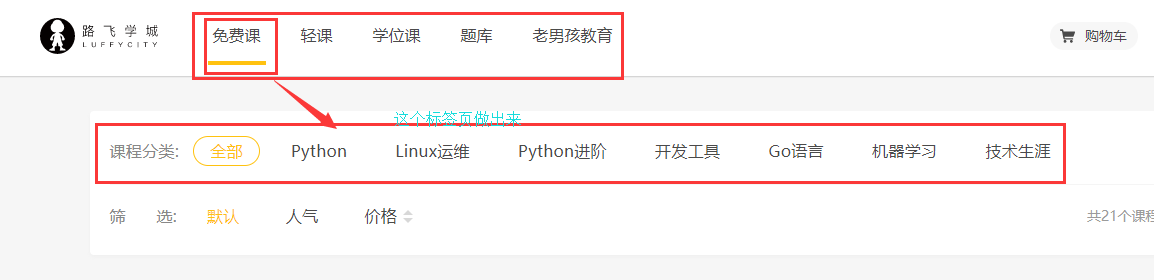 路飞学城 免费课 轻课 学位课 题库 老男孩教育 购物车
LUFFYCITY
这个标签页做出来
课程分类: 全部 Python Linux运维 Python进阶 开发工具 Go语言 机器学习 技术生涯
筛 选: 默认 人气 价格 共21个课程